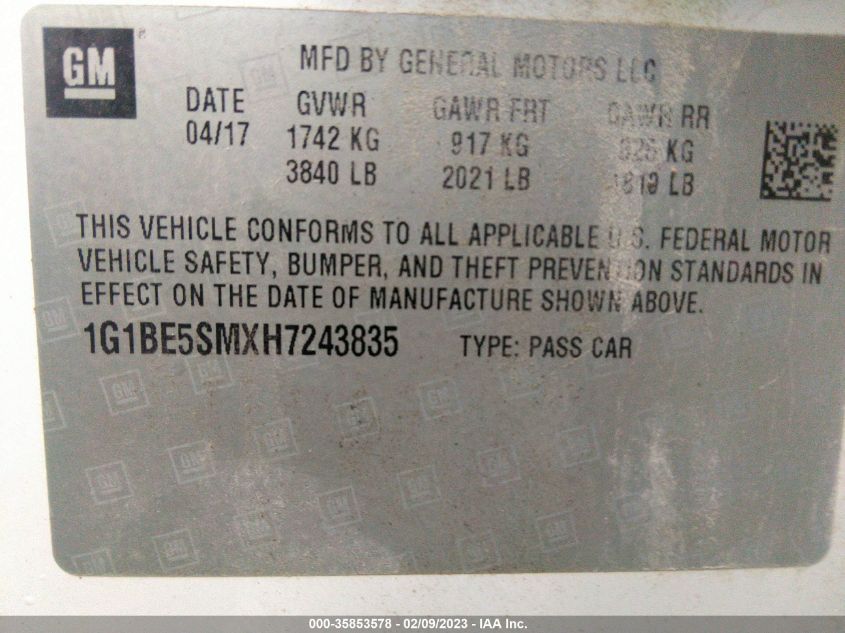 GM
MFD BY GENERAL MOTORS LLC
DATE GVWR GAWR FRT GAWR RR
04/17 1742 KG 917 KG KG
3840 LB 2021 LB 1819 LB
THIS VEHICLE CONFORMS TO ALL APPLICABLE U.S. FEDERAL MOTOR
VEHICLE SAFETY, BUMPER, AND THEFT PREVENTION STANDARDS IN
EFFECT ON THE DATE OF MANUFACTURE SHOWN ABOVE.
1G1BE5SMXH7243835 TYPE: PASS CAR
000-35853578 - 02/09/2023 - IAA Inc.